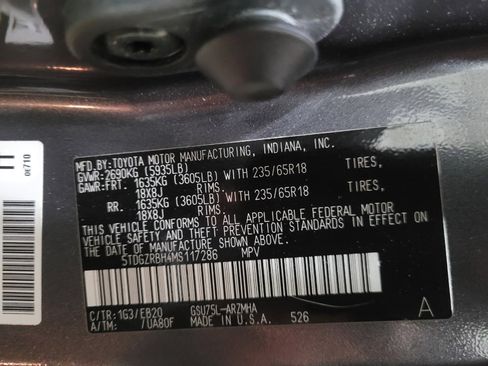 MFD.BY:TOYOTA MOTOR MANUFACTURING, INDIANA, INC.
GVWR:2690KG (5935LB)
GAWR:FRT. 1635KG (3605LB) WITH 235/65R18 TIRES,
18X8J RIMS.
RR. 1635KG (3605LB) WITH 235/65R18 TIRES,
18X8J RIMS.
THIS VEHICLE CONFORMS TO ALL APPLICABLE FEDERAL MOTOR
VEHICLE SAFETY AND THEFT PREVENTION STANDARDS IN EFFECT ON
THE DATE OF MANUFACTURE SHOWN ABOVE.
5TDGZRBH4MS117286 MPV
C/TR:1G3/EB20 GSU75L-ARZMHA
A/TM: /UA80F MADE IN U.S.A. 526
A